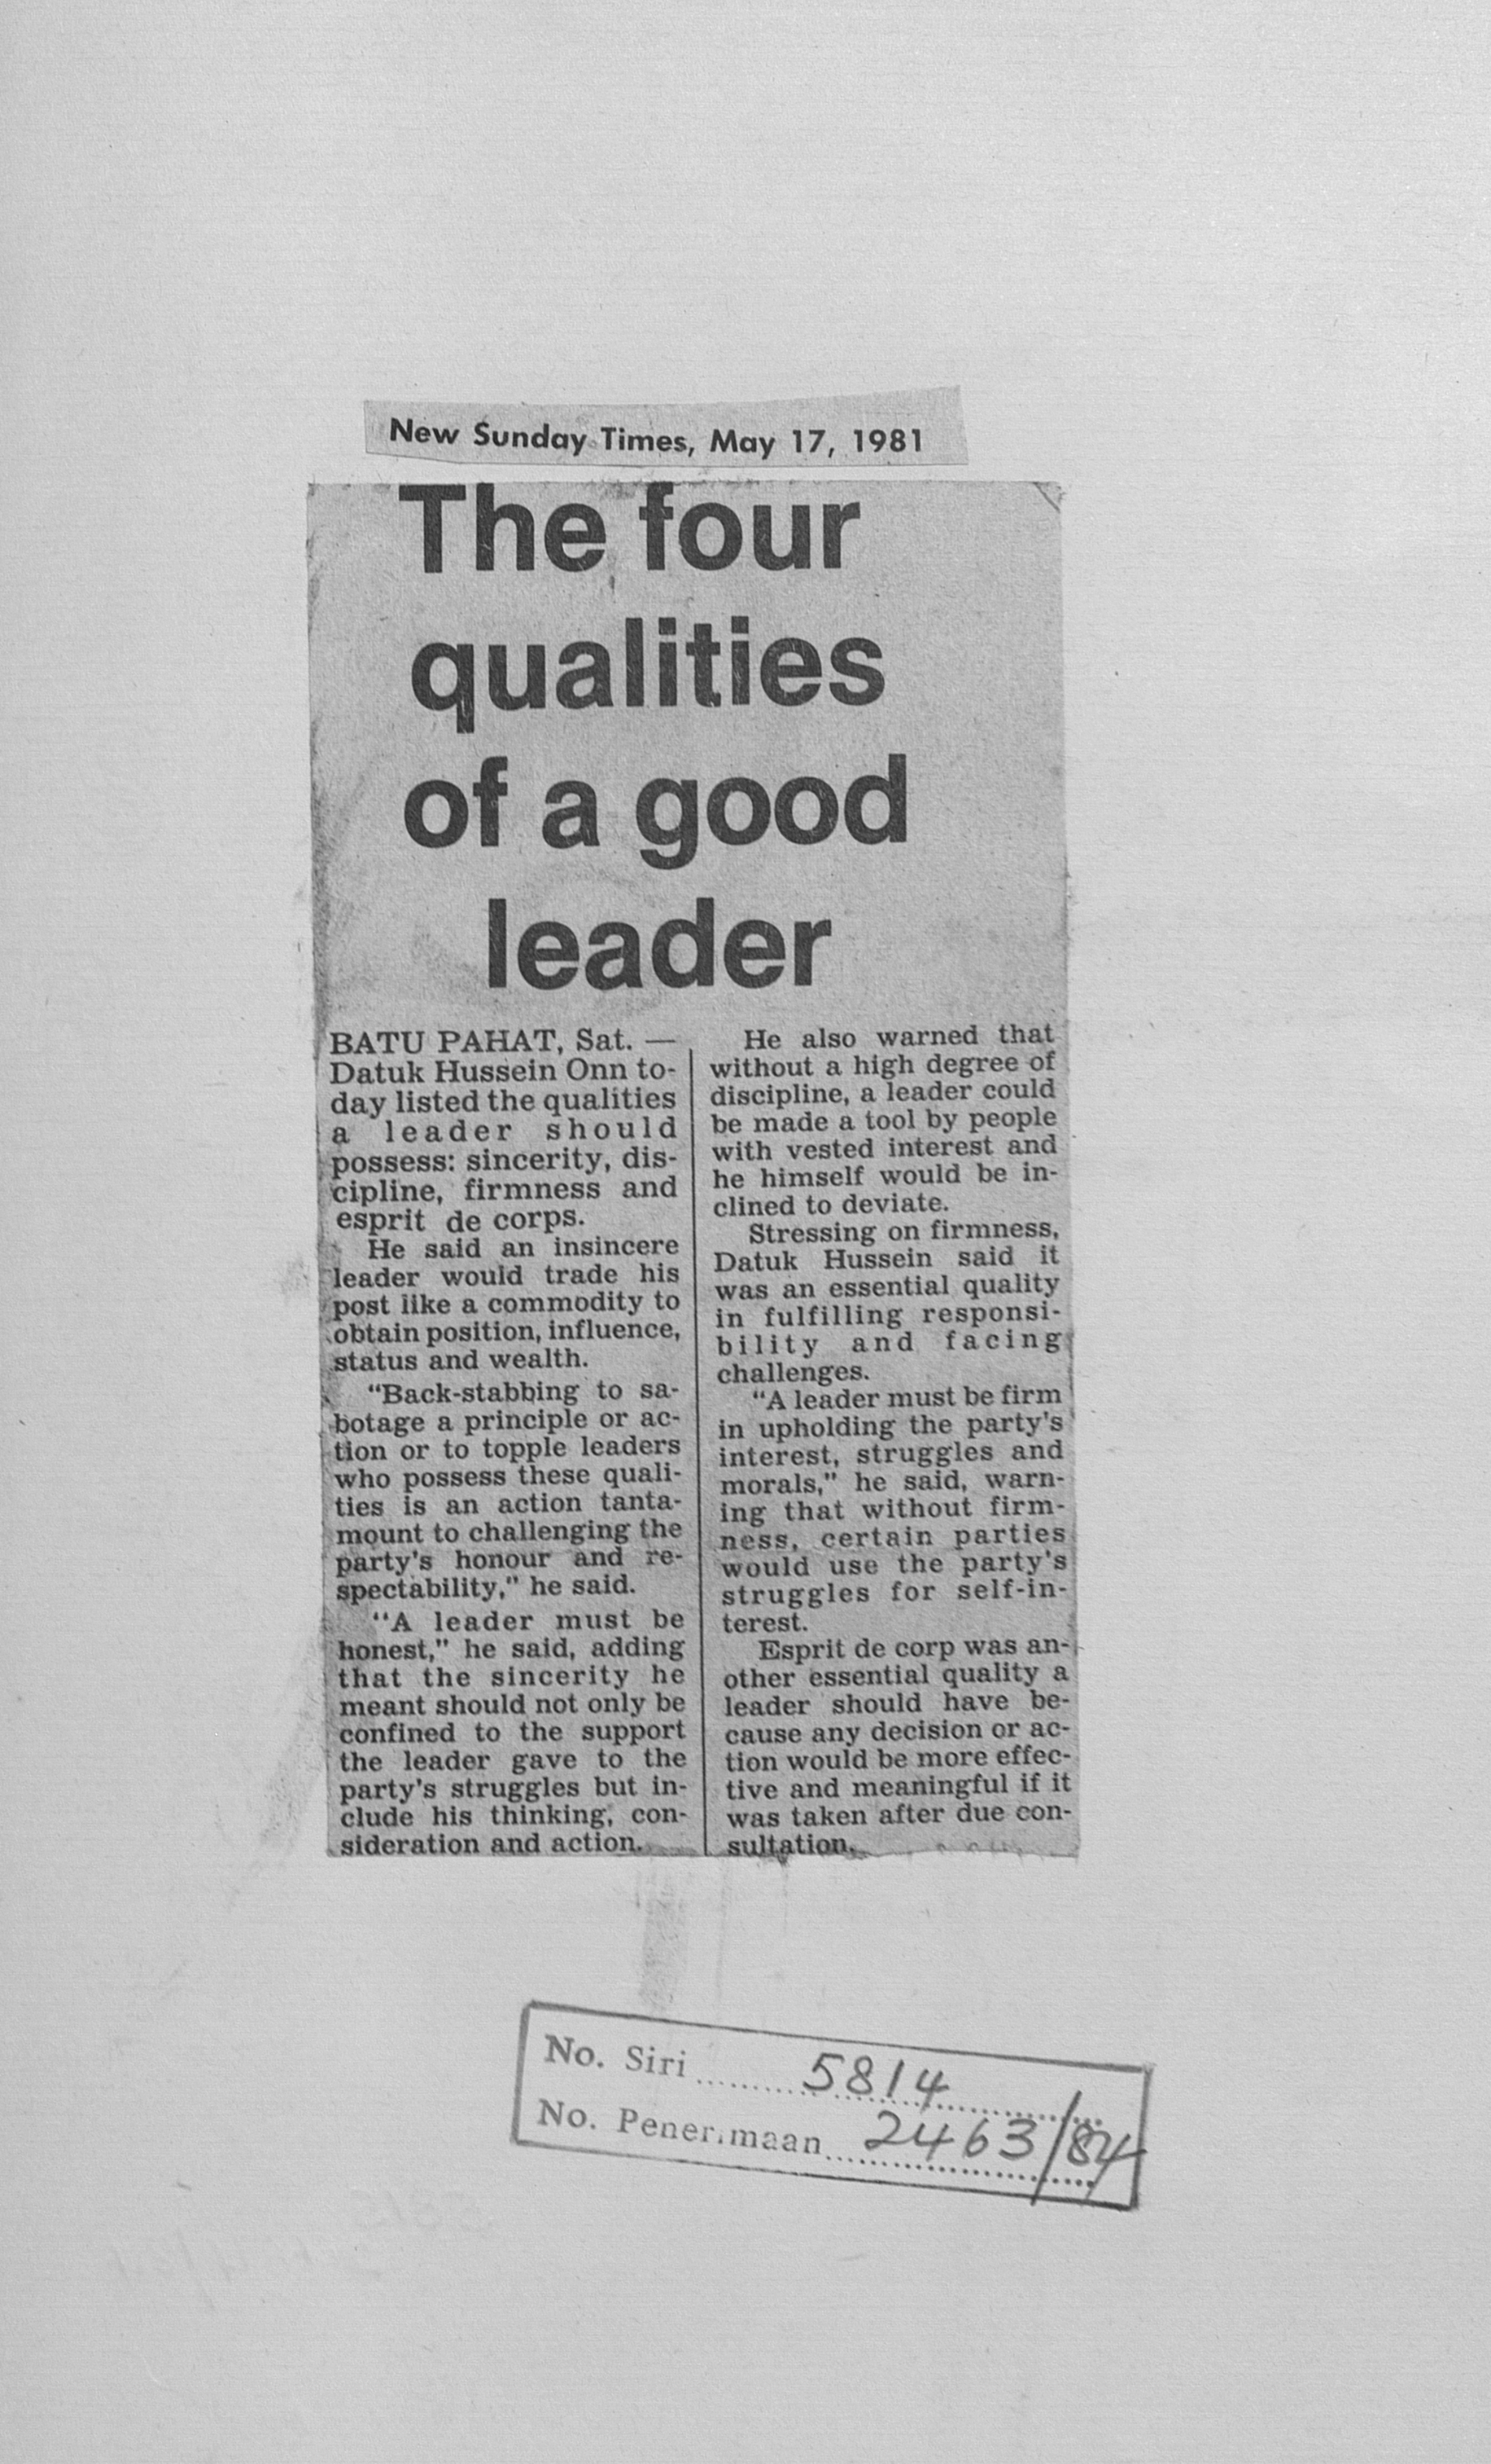 New Sunday Times, May 17, 1981
The four
qualities
of a good
leader
BATU PAHAT, Sat. —
Datuk Hussein Onn to-
day listed the qualities
a leader should
possess: sincerity, dis-
cipline, firmness and
esprit de corps.
He said an insincere
leader would trade his
post like a commodity to
obtain position, influence,
status and wealth.
"Back-stabbing to sa-
botage a principle or ac-
tion or to topple leaders
who possess these quali-
ties is an action tanta-
mount to challenging the
party's honour and re-
spectability," he said.
"A leader must be
honest," he said, adding
that the sincerity he
meant should not only be
confined to the support
the leader gave to the
party's struggles but in-
clude his thinking, con-
sideration and action.
He also warned that
without a high degree of
discipline, a leader could
be made a tool by people
with vested interest and
he himself would be in-
clined to deviate.
Stressing on firmness,
Datuk Hussein said it
was an essential quality
in fulfilling responsi-
bility and facing
challenges.
"A leader must be firm
in upholding the party's
interest, struggles and
morals," he said, warn-
ing that without firm-
ness, certain parties
would use the party's
struggles for self-in-
terest.
Esprit de corp was an-
other essential quality a
leader should have be-
cause any decision or ac-
tion would be more effec-
tive and meaningful if it
was taken after due con-
sultation.
No. Siri 5814
No. Penerimaan 2463/84